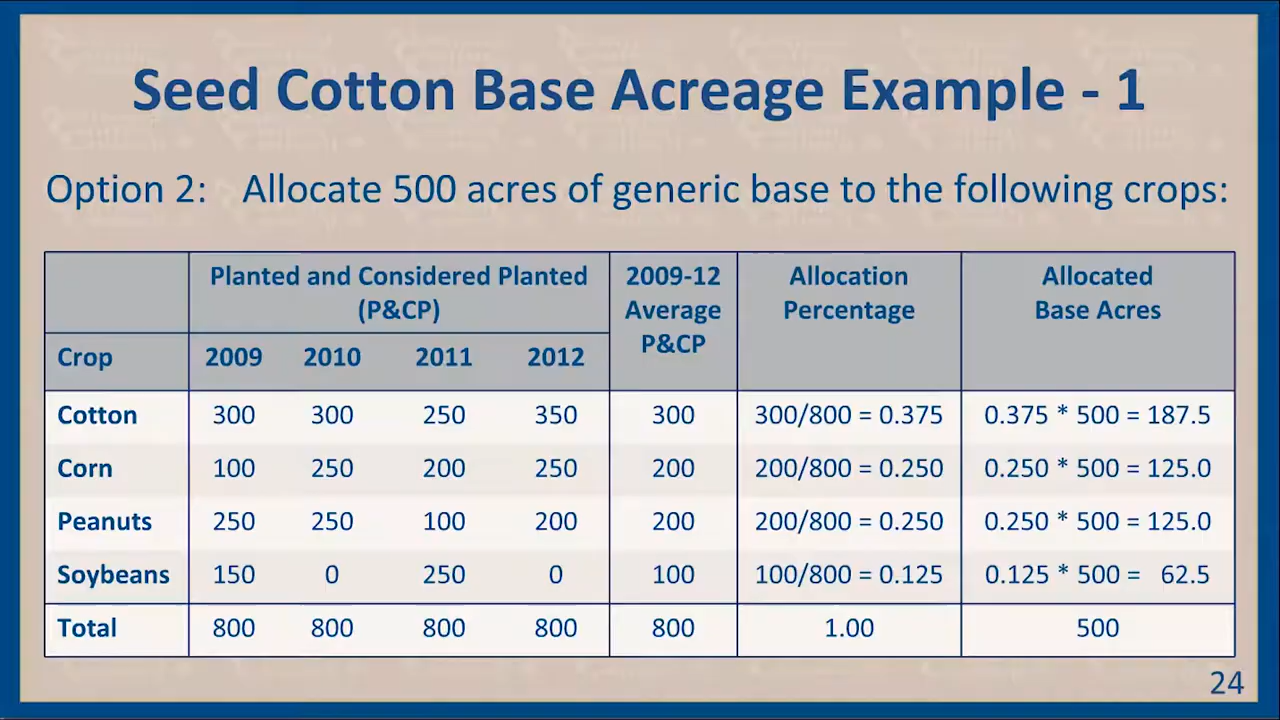 Seed Cotton Base Acreage Example - 1
Option 2: Allocate 500 acres of generic base to the following crops:
Planted and Considered Planted (P&CP) 2009-12 Average P&CP Allocation Percentage Allocated Base Acres
Crop 2009 2010 2011 2012
Cotton 300 300 250 350 300 300/800 = 0.375 0.375 * 500 = 187.5
Corn 100 250 200 250 200 200/800 = 0.250 0.250 * 500 = 125.0
Peanuts 250 250 100 200 200 200/800 = 0.250 0.250 * 500 = 125.0
Soybeans 150 0 250 0 100 100/800 = 0.125 0.125 * 500 = 62.5
Total 800 800 800 800 800 1.00 500
24